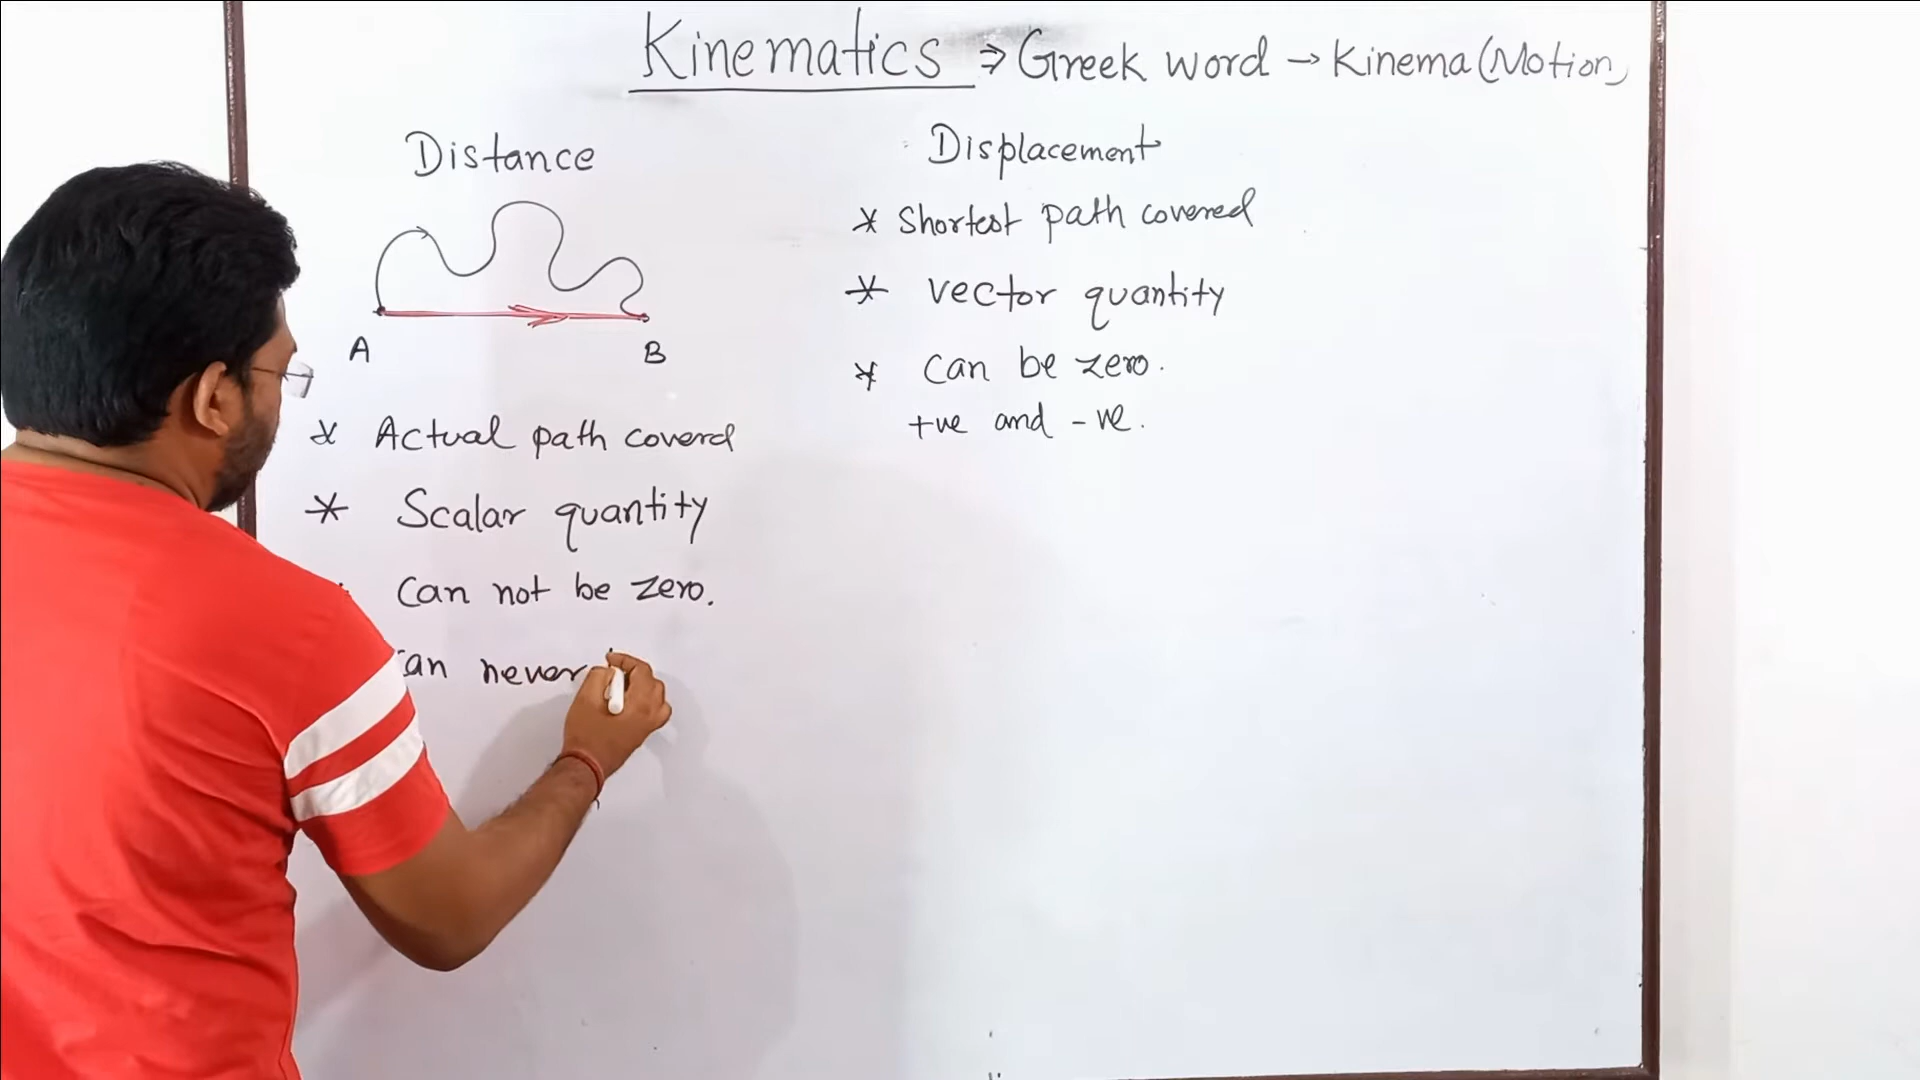 Kinematics ⇒ Greek word → Kinema (Motion)
Distance
A B
* Actual path coverd
* Scalar quantity
Can not be zero.
never
Displacement
* Shortest path covered
* vector quantity
* Can be zero.
+ve and -ve.